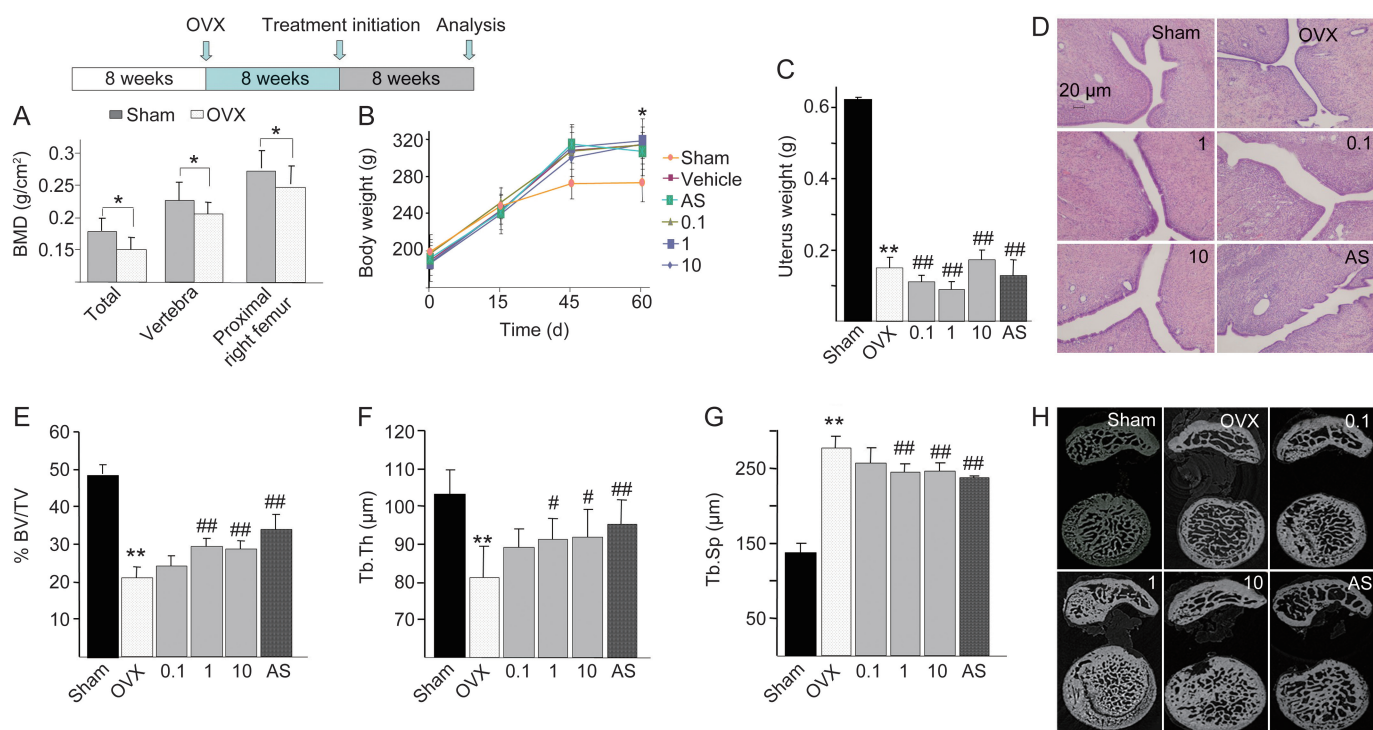 OVX Treatment initiation Analysis
8 weeks 8 weeks 8 weeks
A
Sham OVX
*
*
*
BMD (g/cm²)
0.3
0.25
0.2
0.15
Total
Vertebra
Proximal
right femur
B
*
Body weight (g)
320
280
240
200
0 15 45 60
Time (d)
Sham
Vehicle
AS
0.1
1
10
C
Uterus weight (g)
0.6
0.4
0.2
0.1
** ## ## ## ##
Sham OVX 0.1 1 10 AS
D
Sham OVX
20 µm
1 0.1
10 AS
E
% BV/TV
60
50
40
30
20
10
** ## ## ##
Sham OVX 0.1 1 10 AS
F
Tb.Th (µm)
120
110
100
90
80
70
** # # ##
Sham OVX 0.1 1 10 AS
G
Tb.Sp (µm)
250
150
50
** ## ## ##
Sham OVX 0.1 1 10 AS
H
Sham OVX 0.1
1 10 AS